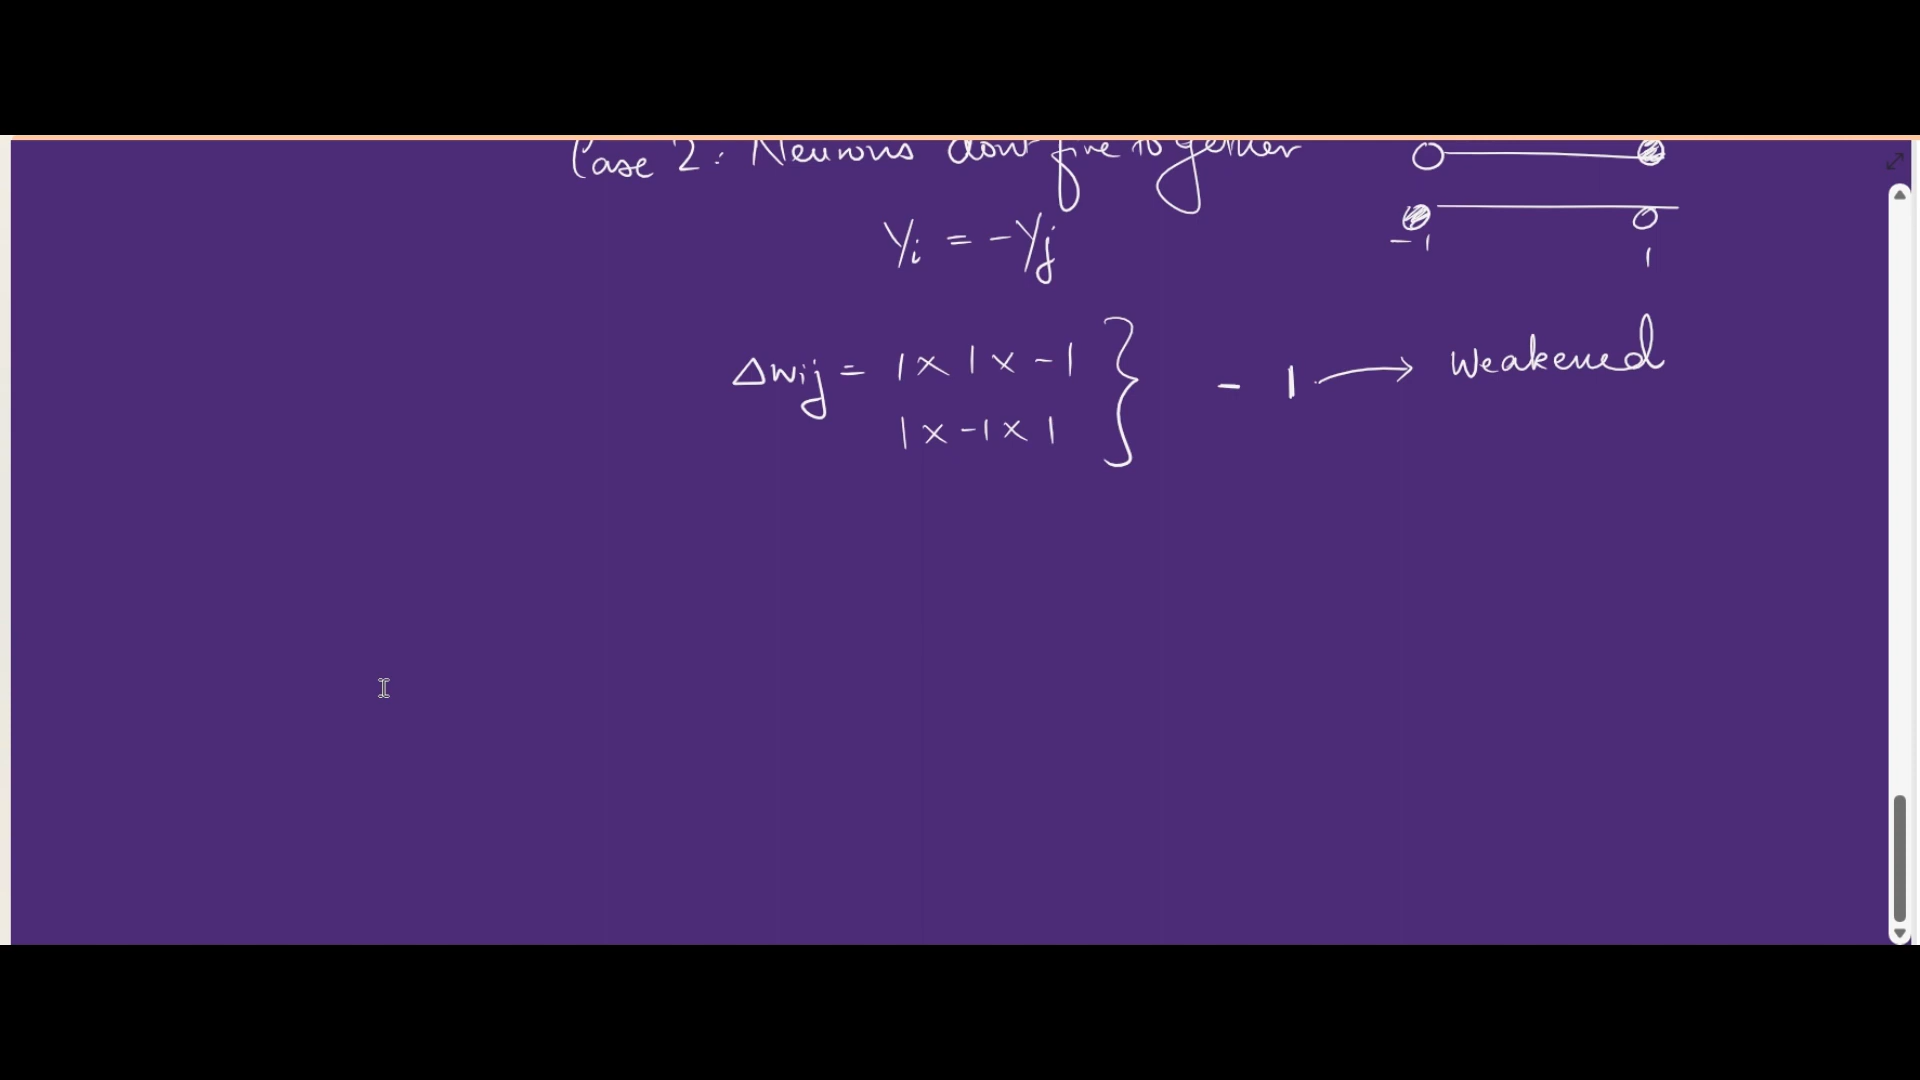 Case 2: Neurons dont fire together
Yi = -Yj
-1
1
Δwij = 1 x 1 x -1
1 x -1 x 1
- 1 → Weakened